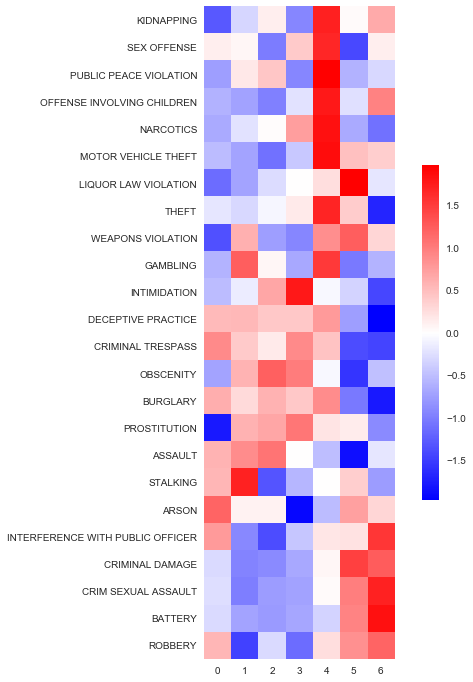 KIDNAPPING
SEX OFFENSE
PUBLIC PEACE VIOLATION
OFFENSE INVOLVING CHILDREN
NARCOTICS
MOTOR VEHICLE THEFT
LIQUOR LAW VIOLATION
THEFT
WEAPONS VIOLATION
GAMBLING
INTIMIDATION
DECEPTIVE PRACTICE
CRIMINAL TRESPASS
OBSCENITY
BURGLARY
PROSTITUTION
ASSAULT
STALKING
ARSON
INTERFERENCE WITH PUBLIC OFFICER
CRIMINAL DAMAGE
CRIM SEXUAL ASSAULT
BATTERY
ROBBERY
0 1 2 3 4 5 6
1.5
1.0
0.5
0.0
−0.5
−1.0
−1.5